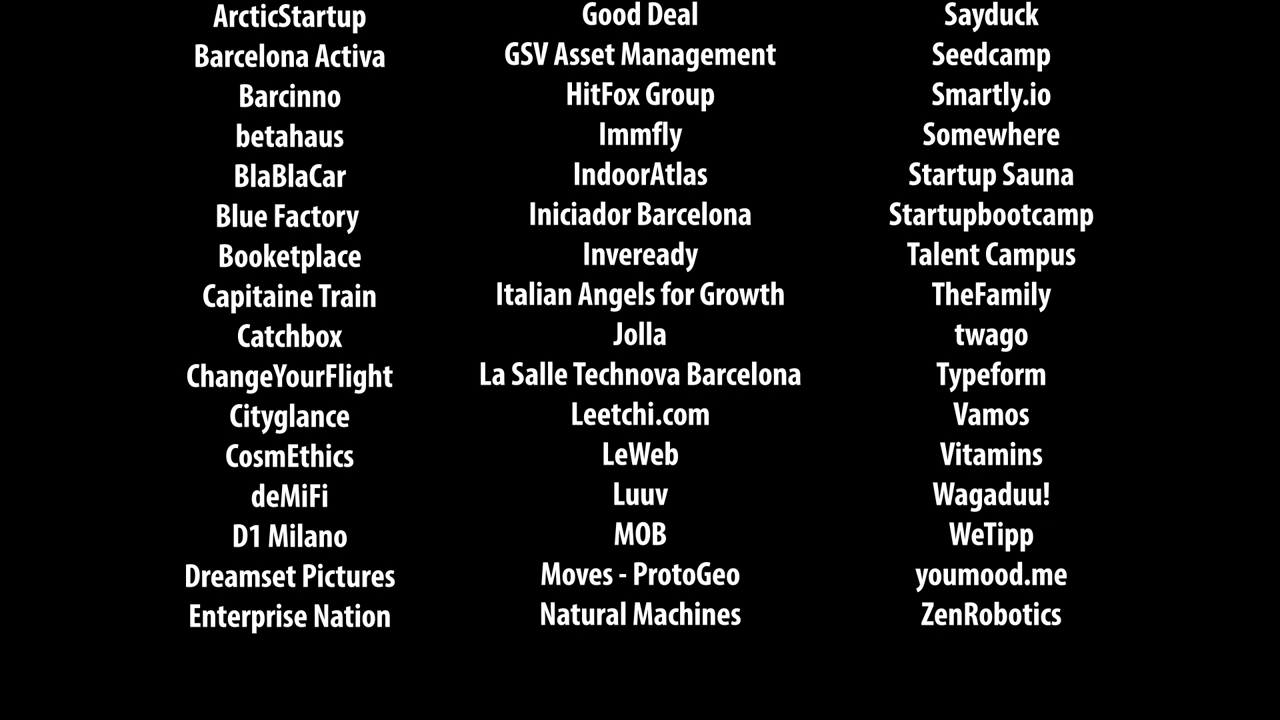 ArcticStartup
Barcelona Activa
Barcinno
betahaus
BlaBlaCar
Blue Factory
Booketplace
Capitaine Train
Catchbox
ChangeYourFlight
Cityglance
CosmEthics
deMiFi
D1 Milano
Dreamset Pictures
Enterprise Nation
Good Deal
GSV Asset Management
HitFox Group
Immfly
IndoorAtlas
Iniciador Barcelona
Inveready
Italian Angels for Growth
Jolla
La Salle Technova Barcelona
Leetchi.com
LeWeb
Luuv
MOB
Moves - ProtoGeo
Natural Machines
Sayduck
Seedcamp
Smartly.io
Somewhere
Startup Sauna
Startupbootcamp
Talent Campus
TheFamily
twago
Typeform
Vamos
Vitamins
Wagaduu!
WeTipp
youmood.me
ZenRobotics